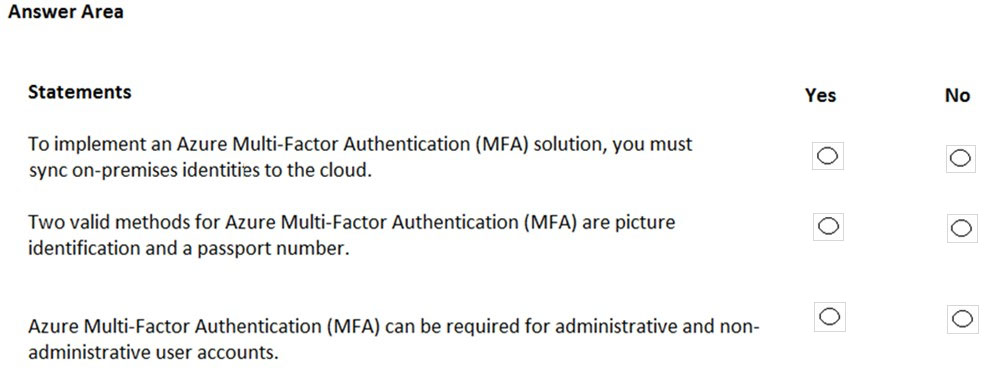 Answer Area
Statements
Yes
No
To implement an Azure Multi-Factor Authentication (MFA) solution, you must
sync on-premises identities to the cloud.
Two valid methods for Azure Multi-Factor Authentication (MFA) are picture
identification and a passport number.
Azure Multi-Factor Authentication (MFA) can be required for administrative and non-
administrative user accounts.